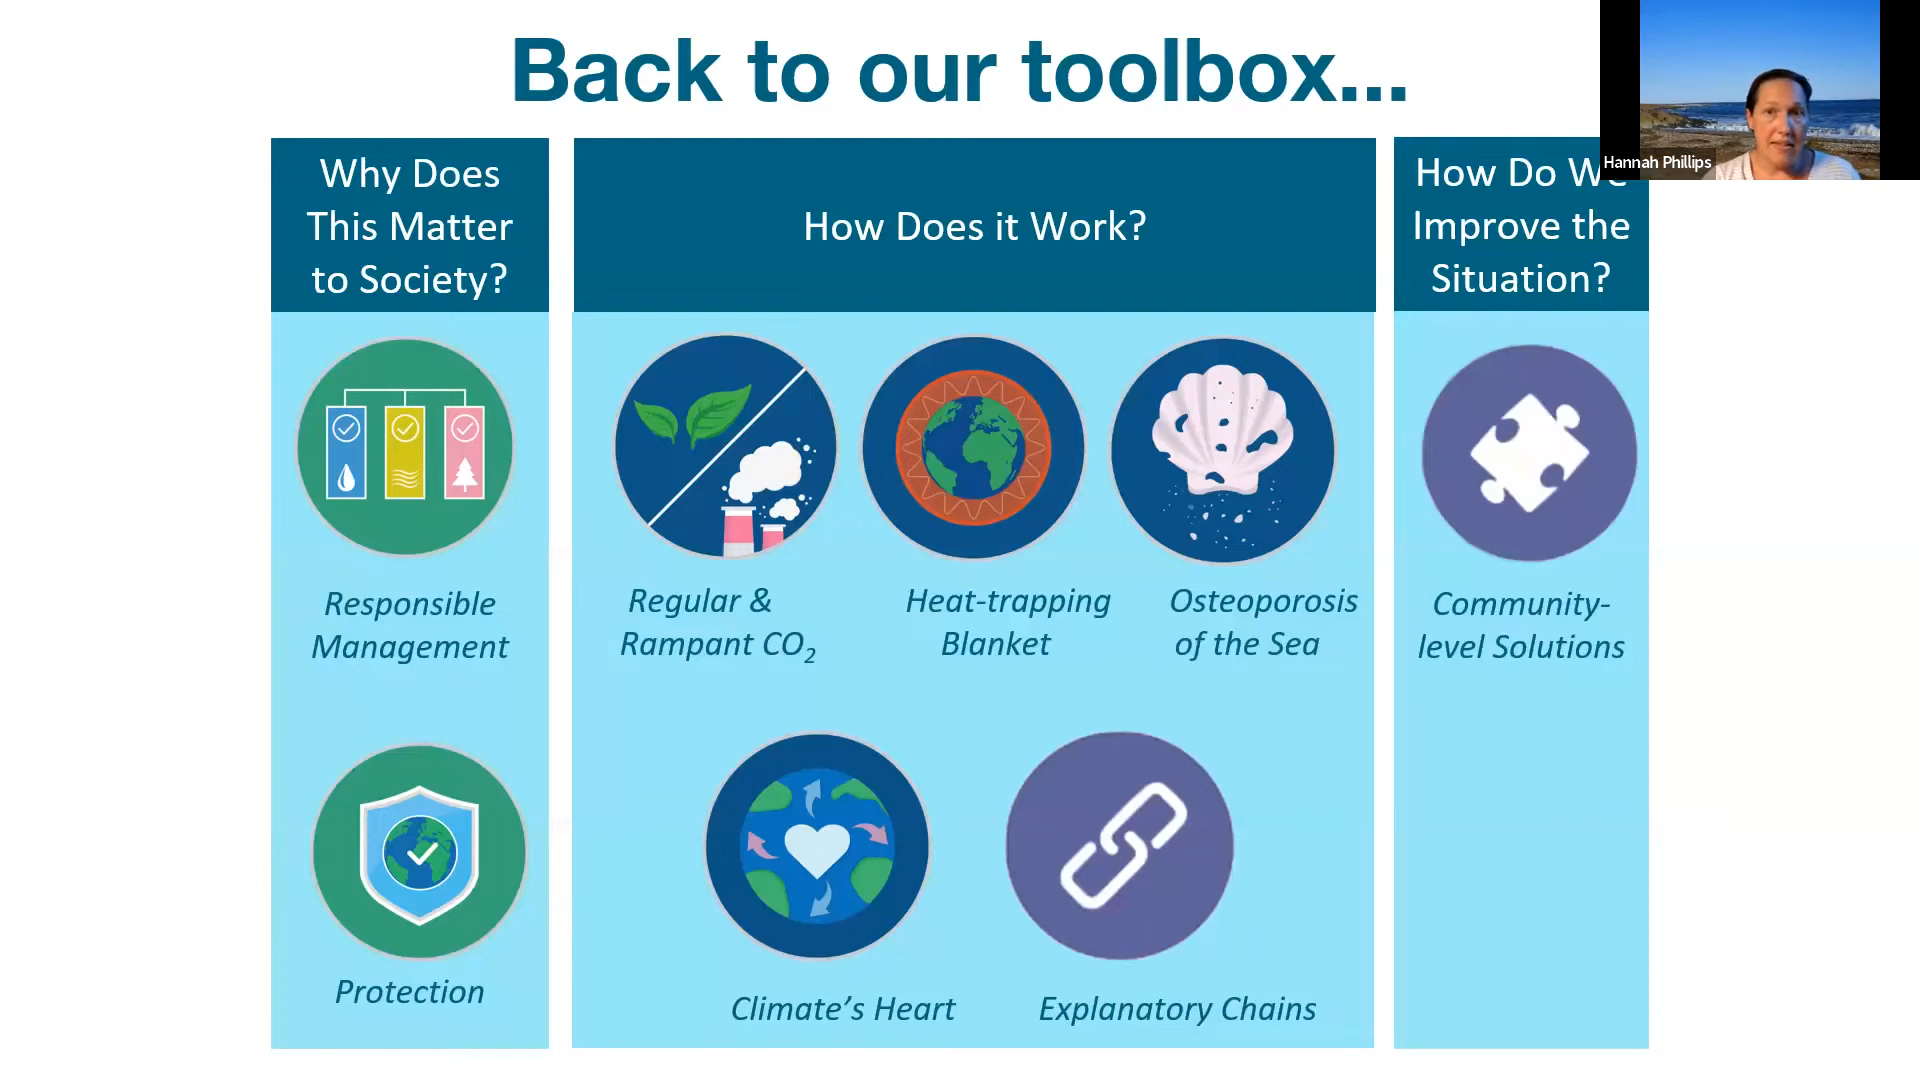 Back to our toolbox...
Hannah Phillips
Why Does
This Matter
to Society?
How Does it Work?
How Do We
Improve the
Situation?
Responsible
Management
Regular &
Rampant CO2
Heat-trapping
Blanket
Osteoporosis
of the Sea
Community-
level Solutions
Protection
Climate’s Heart
Explanatory Chains